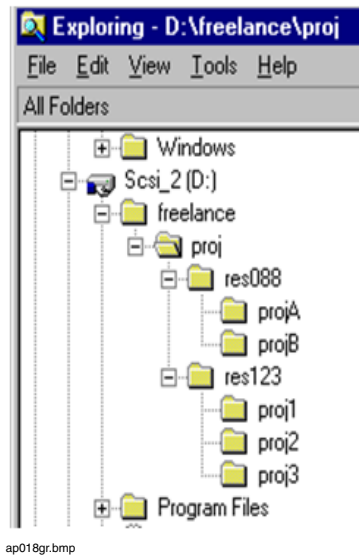 Exploring - D:\freelance\proj
File Edit View Tools Help
All Folders
Windows
Scsi_2 (D:)
freelance
proj
res088
projA
projB
res123
proj1
proj2
proj3
Program Files
ap018gr.bmp